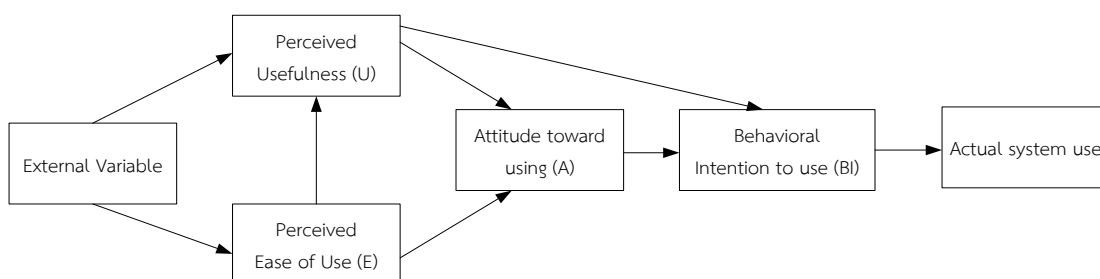 Perceived
Usefulness (U)
External Variable
Attitude toward
using (A)
Behavioral
Intention to use (BI)
Actual system use
Perceived
Ease of Use (E)